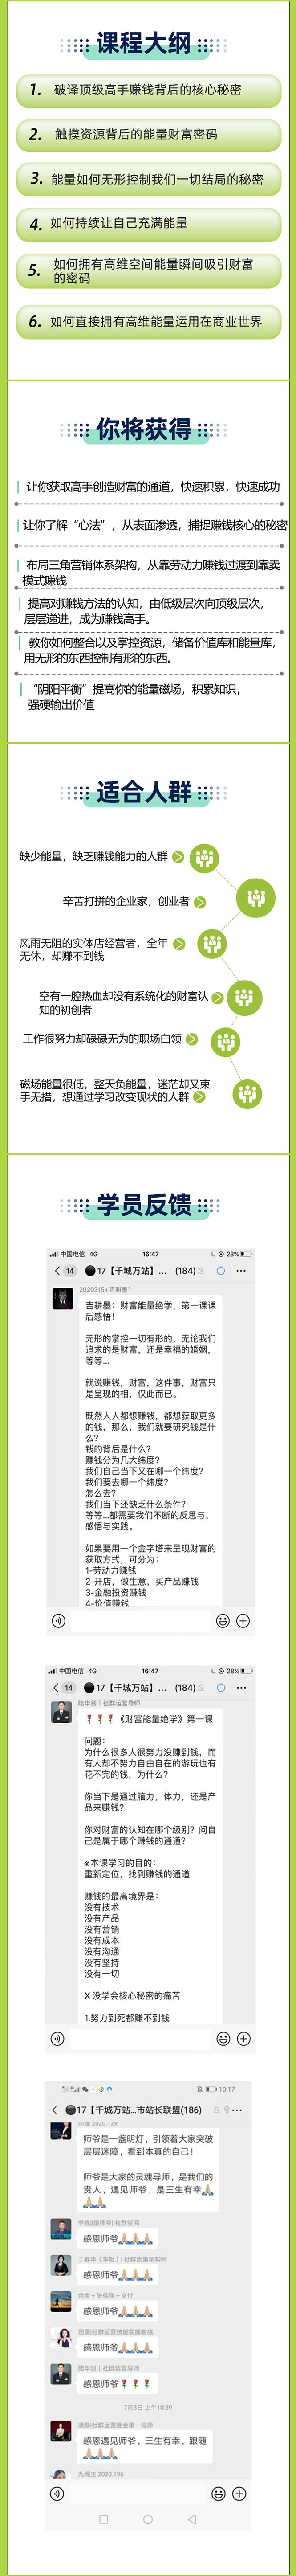 课程大纲
1. 破译顶级高手赚钱背后的核心秘密
2. 触摸资源背后的能量财富密码
3. 能量如何无形控制我们一切结局的秘密
4. 如何持续让自己充满能量
5. 如何拥有高维空间能量瞬间吸引财富
的密码
6. 如何直接拥有高维能量运用在商业世界
你将获得
让你获取高手创造财富的通道，快速积累，快速成功
让你了解“心法”，从表面渗透，捕捉赚钱核心的秘密
布局三角营销体系架构，从靠劳动力赚钱过渡到靠卖
模式赚钱
提高对赚钱方法的认知，由低级层次向顶级层次，
层层递进，成为赚钱高手。
教你如何整合以及掌控资源，储备价值库和能量库，
用无形的东西控制有形的东西。
“阴阳平衡”提高你的能量磁场，积累知识，
强硬输出价值
适合人群
缺少能量，缺乏赚钱能力的人群
辛苦打拼的企业家，创业者
风雨无阻的实体店经营者，全年
无休，却赚不到钱
空有一腔热血却没有系统化的财富认
知的初创者
工作很努力却碌碌无为的职场白领
磁场能量很低，整天负能量，迷茫却又束
手无措，想通过学习改变现状的人群
学员反馈
中国电信 4G 16:47 28%
14 17【千城万站】... (184)
2020315+吉耕墨
吉耕墨：财富能量绝学，第一课课
后感悟！
无形的掌控一切有形的，无论我们
追求的是财富，还是幸福的婚姻，
等等...
就说赚钱，财富，这件事，财富只
是呈现的相，仅此而已。
既然人人都想赚钱，都想获取更多
的钱，那么，我们就要研究钱是什
么？
钱的背后是什么？
赚钱分为几大纬度？
我们自己当下又在哪一个纬度？
我们要去哪一个纬度？
怎么去？
我们当下还缺乏什么条件？
等等...都需要我们不断的反思与，
感悟与实践。
如果要用一个金字塔来呈现财富的
获取方式，可分为：
1-劳动力赚钱
2-开店，做生意，买产品赚钱
3-金融投资赚钱
4-价值赚钱
中国电信 4G 16:47 28%
14 17【千城万站】... (184)
陆华剑｜社群运营导师
🌹🌹🌹《财富能量绝学》第一课
问题：
为什么很多人很努力没赚到钱，而
有人却不努力自由自在的游玩也有
花不完的钱，为什么？
你当下是通过脑力，体力，还是产
品来赚钱？
你对财富的认知在哪个级别？问自
己是属于哪个赚钱的通道？
※本课学习的目的：
重新定位，找到赚钱的通道
赚钱的最高境界是：
没有技术
没有产品
没有营销
没有成本
没有沟通
没有坚持
没有一切
X 没学会核心秘密的痛苦
1.努力到死都赚不到钱
10:17
17【千城万站...市站长联盟(186)
师爷是一盏明灯，引领着大家突破
层层迷障，看到本真的自己！
师爷是大家的灵魂导师，是我们的
贵人，遇见师爷，是三生有幸🙏
🙏🙏
感恩师爷🙏🙏🙏
感恩师爷🙏🙏🙏
余金＋张伟强＋支付
感恩师爷🙏🙏🙏
感恩师爷🙏🙏🙏
陆华剑｜社群运营导师
感恩师爷🌹🌹🌹
7月3日 上午10:39
感恩遇见师爷，三生有幸，跟随
🙏🙏🙏
九阁主 2020.196